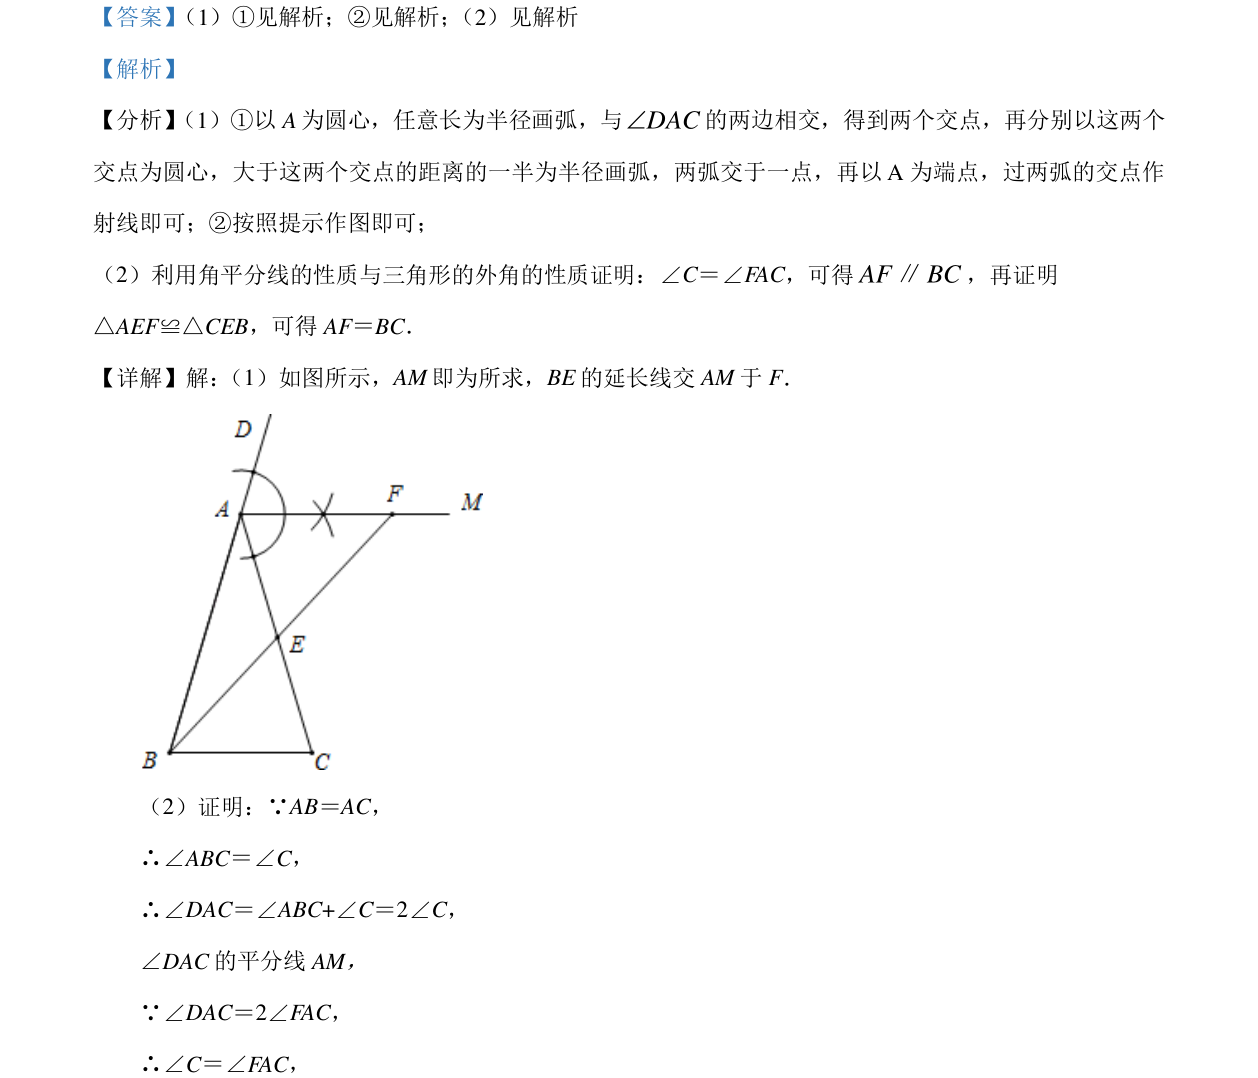 【答案】（1）①见解析；②见解析；（2）见解析
【解析】
【分析】（1）①以 A 为圆心，任意长为半径画弧，与∠DAC 的两边相交，得到两个交点，再分别以这两个
交点为圆心，大于这两个交点的距离的一半为半径画弧，两弧交于一点，再以 A 为端点，过两弧的交点作
射线即可；②按照提示作图即可；
（2）利用角平分线的性质与三角形的外角的性质证明：∠C＝∠FAC，可得 AF // BC ，再证明
△AEF≌△CEB，可得 AF＝BC．
【详解】解：（1）如图所示，AM 即为所求，BE 的延长线交 AM 于 F．
D
F
M
A
E
B
C
（2）证明：∵AB＝AC，
∴∠ABC＝∠C，
∴∠DAC＝∠ABC+∠C＝2∠C，
∠DAC 的平分线 AM，
∵∠DAC＝2∠FAC，
∴∠C＝∠FAC，